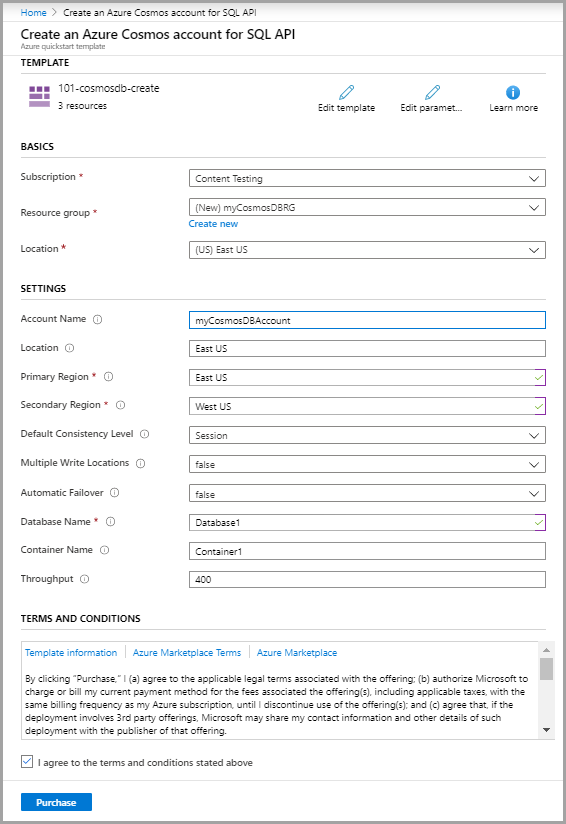 Home > Create an Azure Cosmos account for SQL API
Create an Azure Cosmos account for SQL API
Azure quickstart template
TEMPLATE
101-cosmosdb-create
3 resources
Edit template
Edit paramet...
Learn more
BASICS
Subscription *
Content Testing
Resource group *
(New) myCosmosDBRG
Create new
Location *
(US) East US
SETTINGS
Account Name
myCosmosDBAccount
Location
East US
Primary Region *
East US
Secondary Region *
West US
Default Consistency Level
Session
Multiple Write Locations
false
Automatic Failover
false
Database Name *
Database1
Container Name
Container1
Throughput
400
TERMS AND CONDITIONS
Template information | Azure Marketplace Terms | Azure Marketplace
By clicking "Purchase," I (a) agree to the applicable legal terms associated with the offering; (b) authorize Microsoft to
charge or bill my current payment method for the fees associated the offering(s), including applicable taxes, with the
same billing frequency as my Azure subscription, until I discontinue use of the offering(s); and (c) agree that, if the
deployment involves 3rd party offerings, Microsoft may share my contact information and other details of such
deployment with the publisher of that offering.
I agree to the terms and conditions stated above
Purchase